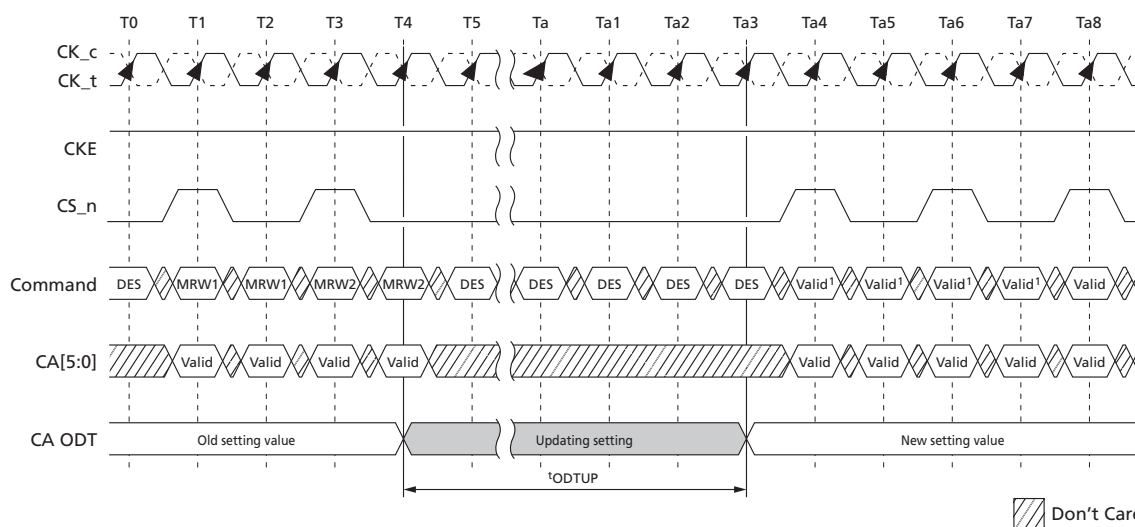 T0 T1 T2 T3 T4 T5 Ta Ta1 Ta2 Ta3 Ta4 Ta5 Ta6 Ta7 Ta8
CK_c
CK_t
CKE
CS_n
Command DES MRW1 MRW1 MRW2 MRW2 DES DES DES DES DES Valid¹ Valid¹ Valid¹ Valid¹ Valid
CA[5:0] Valid Valid Valid Valid Valid Valid Valid Valid Valid
CA ODT Old setting value Updating setting New setting value
ᵗODTUP
Don't Care